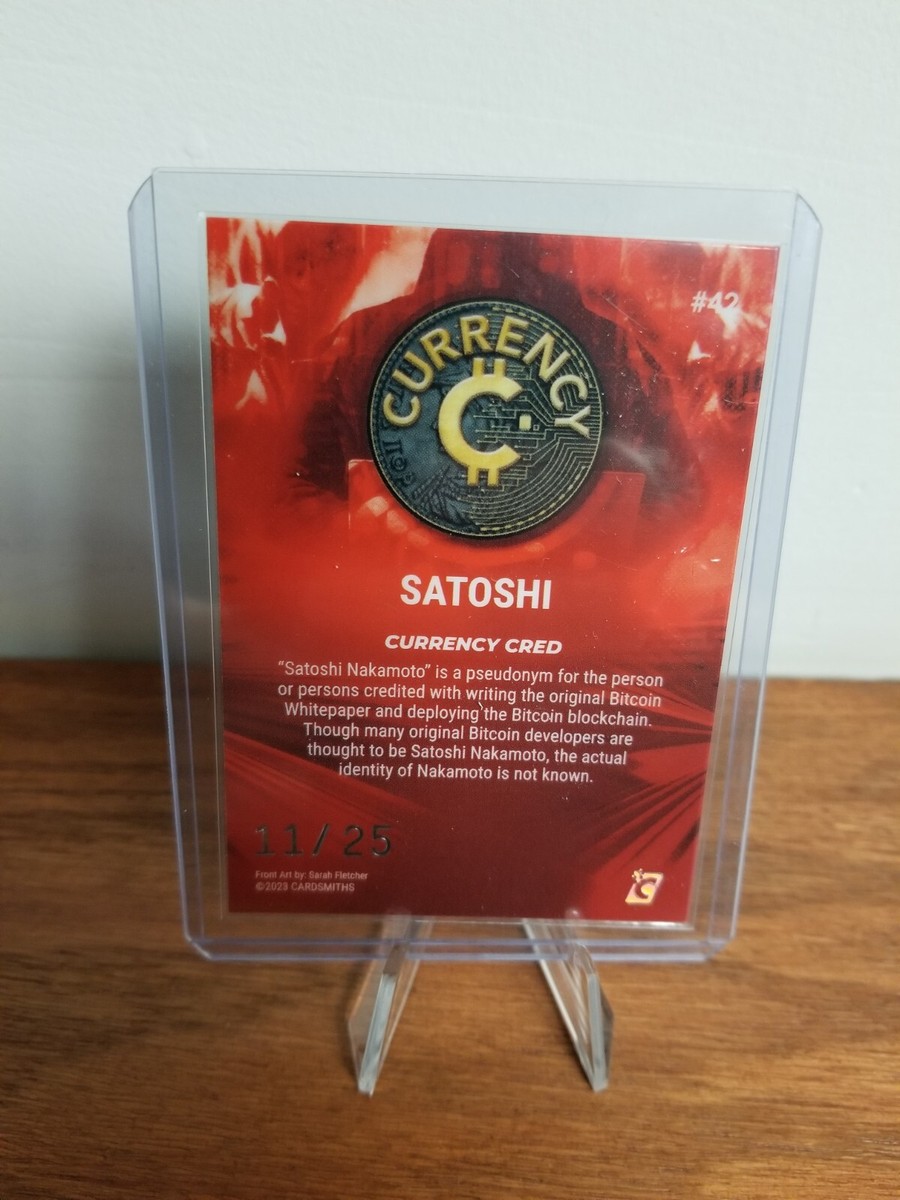 #42
CURRENCY
SATOSHI
CURRENCY CRED
“Satoshi Nakamoto” is a pseudonym for the person
or persons credited with writing the original Bitcoin
Whitepaper and deploying the Bitcoin blockchain.
Though many original Bitcoin developers are
thought to be Satoshi Nakamoto, the actual
identity of Nakamoto is not known.
11/25
Front Art by: Sarah Fletcher
©2023 CARDSMITHS